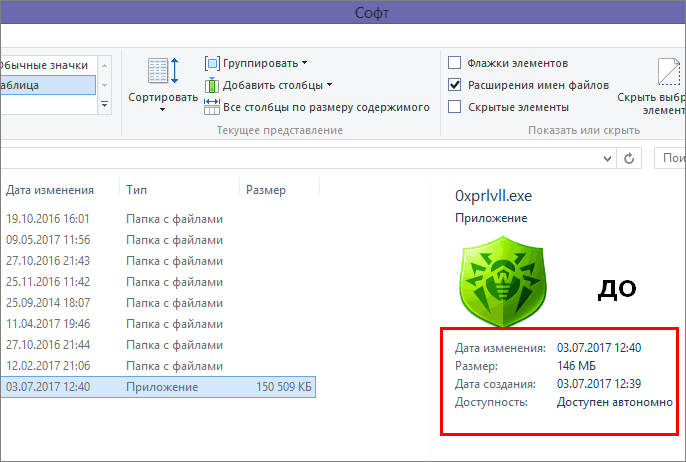 Софт
Обычные значки
аблица
Сортировать
Группировать
Добавить столбцы
Все столбцы по размеру содержимого
Текущее представление
Флажки элементов
Расширения имен файлов
Скрытые элементы
Скрыть выбр
элемент
Показать или скрыть
Пои
Дата изменения Тип Размер
19.10.2016 16:01 Папка с файлами
09.05.2017 11:56 Папка с файлами
27.10.2016 21:43 Папка с файлами
25.11.2016 11:42 Папка с файлами
25.09.2014 18:07 Папка с файлами
11.04.2017 19:46 Папка с файлами
27.10.2016 21:44 Папка с файлами
12.02.2017 21:06 Папка с файлами
03.07.2017 12:40 Приложение 150 509 КБ
0xprlvll.exe
Приложение
до
Дата изменения: 03.07.2017 12:40
Размер: 146 МБ
Дата создания: 03.07.2017 12:39
Доступность: Доступен автономно